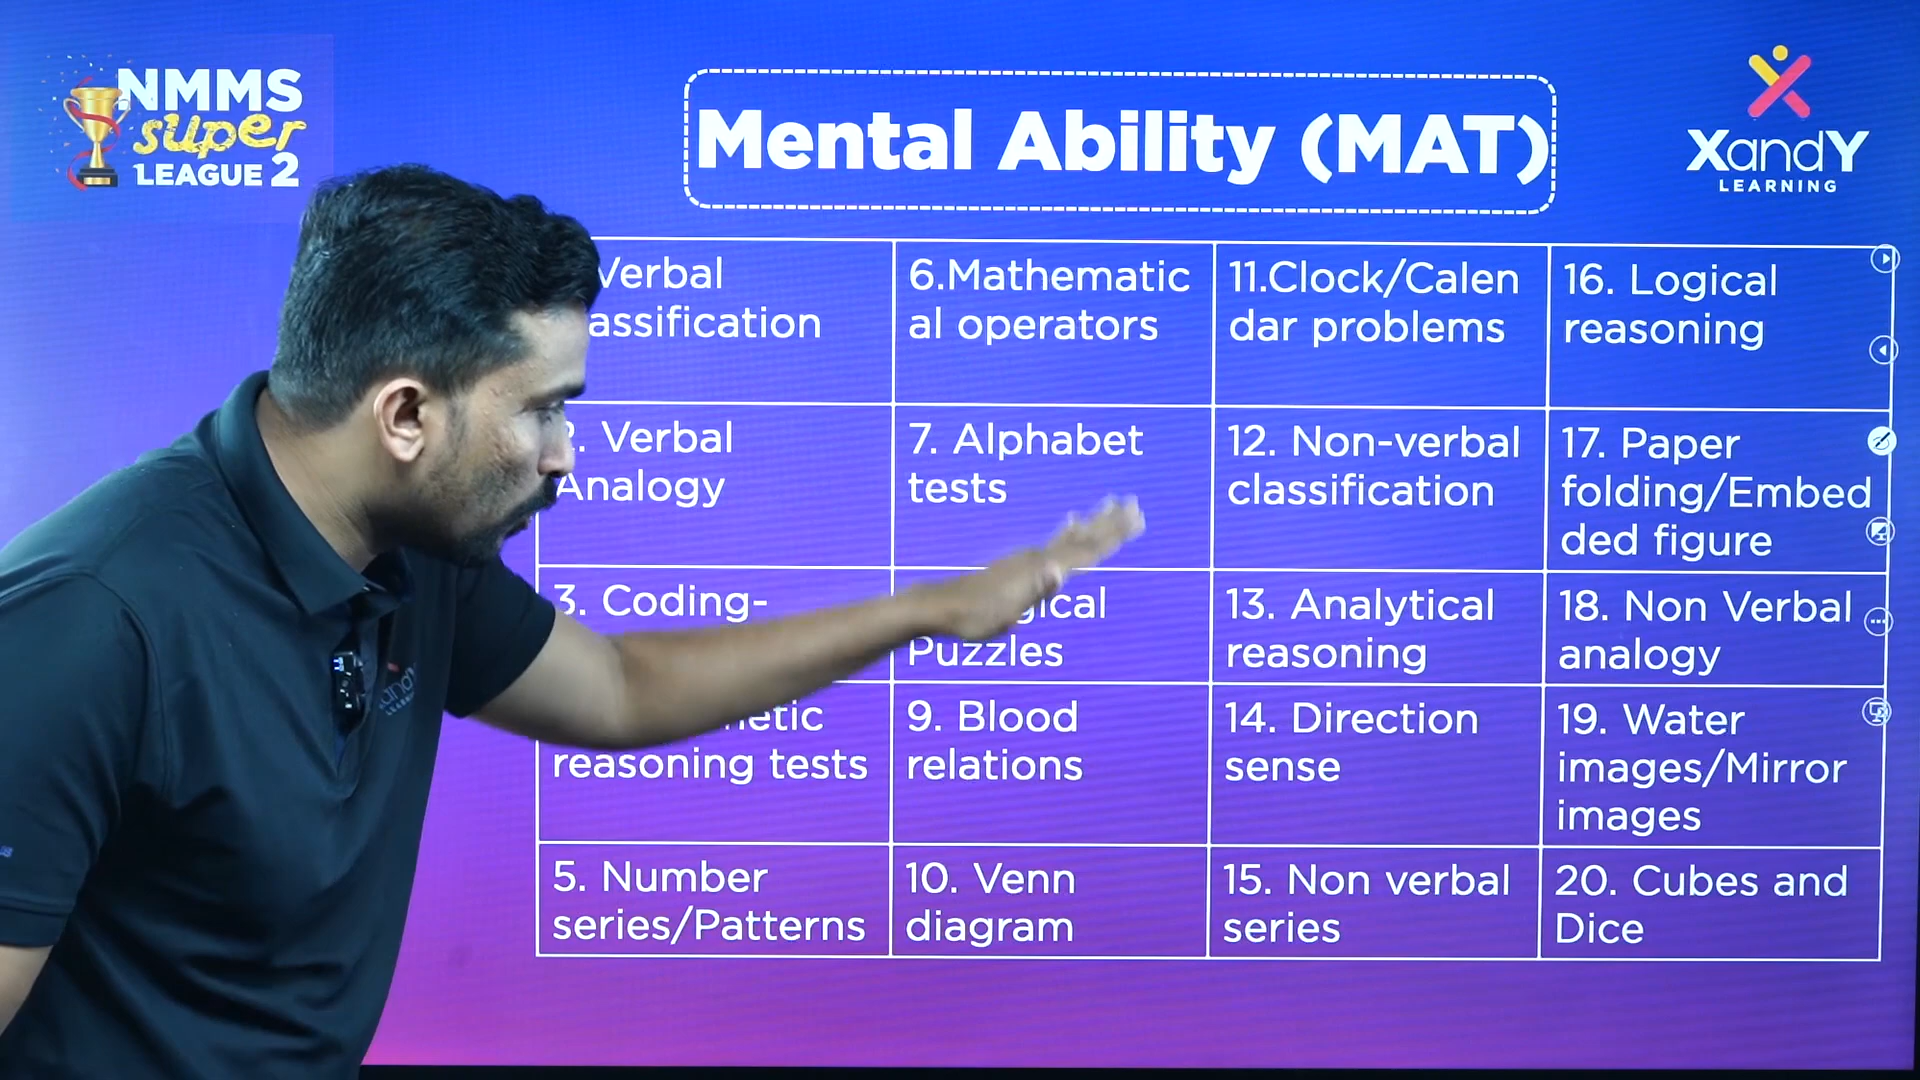 NMMS
super
LEAGUE 2
Mental Ability (MAT)
XandY
LEARNING
Verbal
assification
6.Mathematic
al operators
11.Clock/Calen
dar problems
16. Logical
reasoning
2. Verbal
Analogy
7. Alphabet
tests
12. Non-verbal
classification
17. Paper
folding/Embed
ded figure
3. Coding-
gical
Puzzles
13. Analytical
reasoning
18. Non Verbal
analogy
etic
reasoning tests
9. Blood
relations
14. Direction
sense
19. Water
images/Mirror
images
5. Number
series/Patterns
10. Venn
diagram
15. Non verbal
series
20. Cubes and
Dice